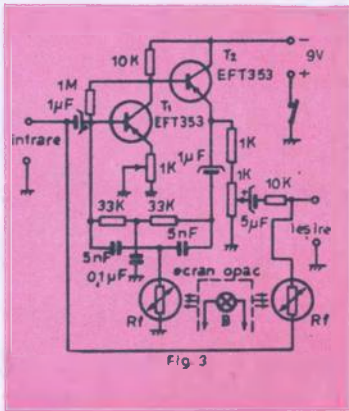 10K
T₂
EFT353
–
9V
+
1M
1µF
T₁
EFT353
intrare
1K
1µF
1K
1K
10K
5µF
iesire
33K
33K
5nF
5nF
0,1µF
ecran opac
B
Rf
Rf
Fig. 3